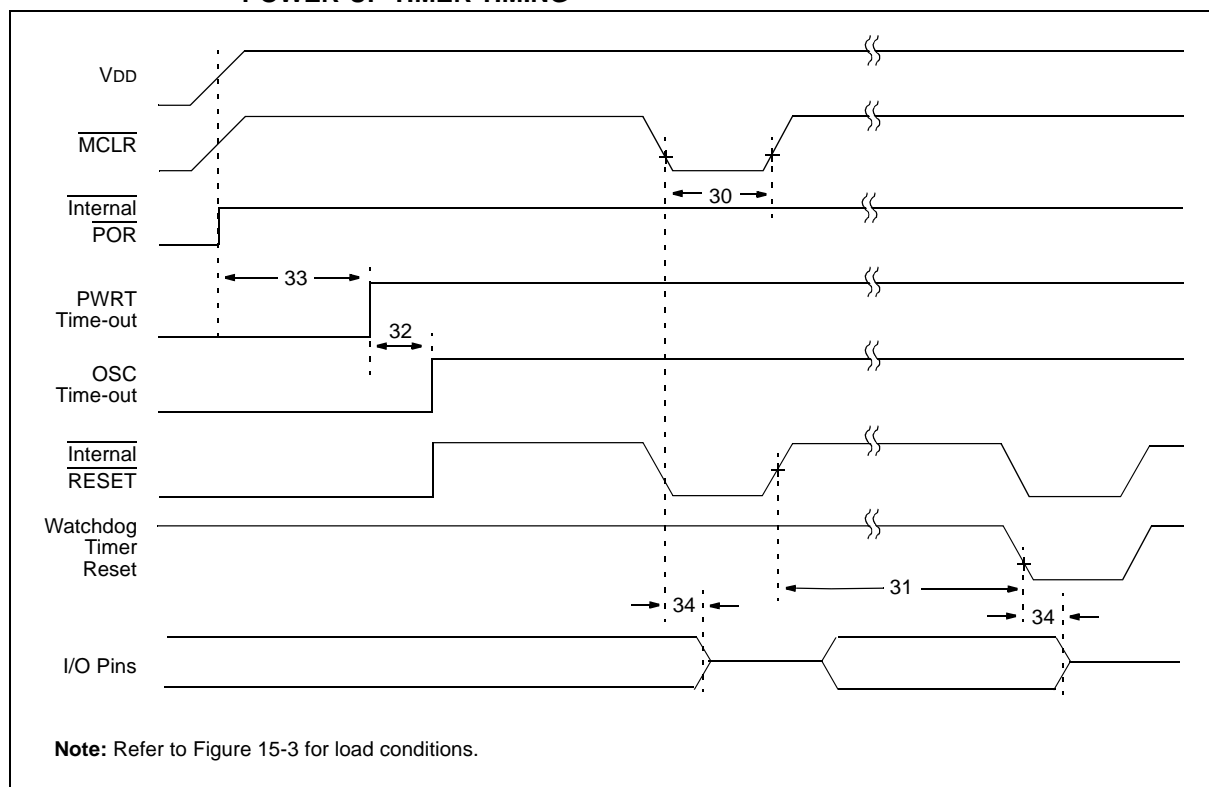 POWER-UP TIMER TIMING
VDD
MCLR
30
Internal
POR
33
PWRT
Time-out
32
OSC
Time-out
Internal
RESET
Watchdog
Timer
Reset
31
34
34
I/O Pins
Note: Refer to Figure 15-3 for load conditions.